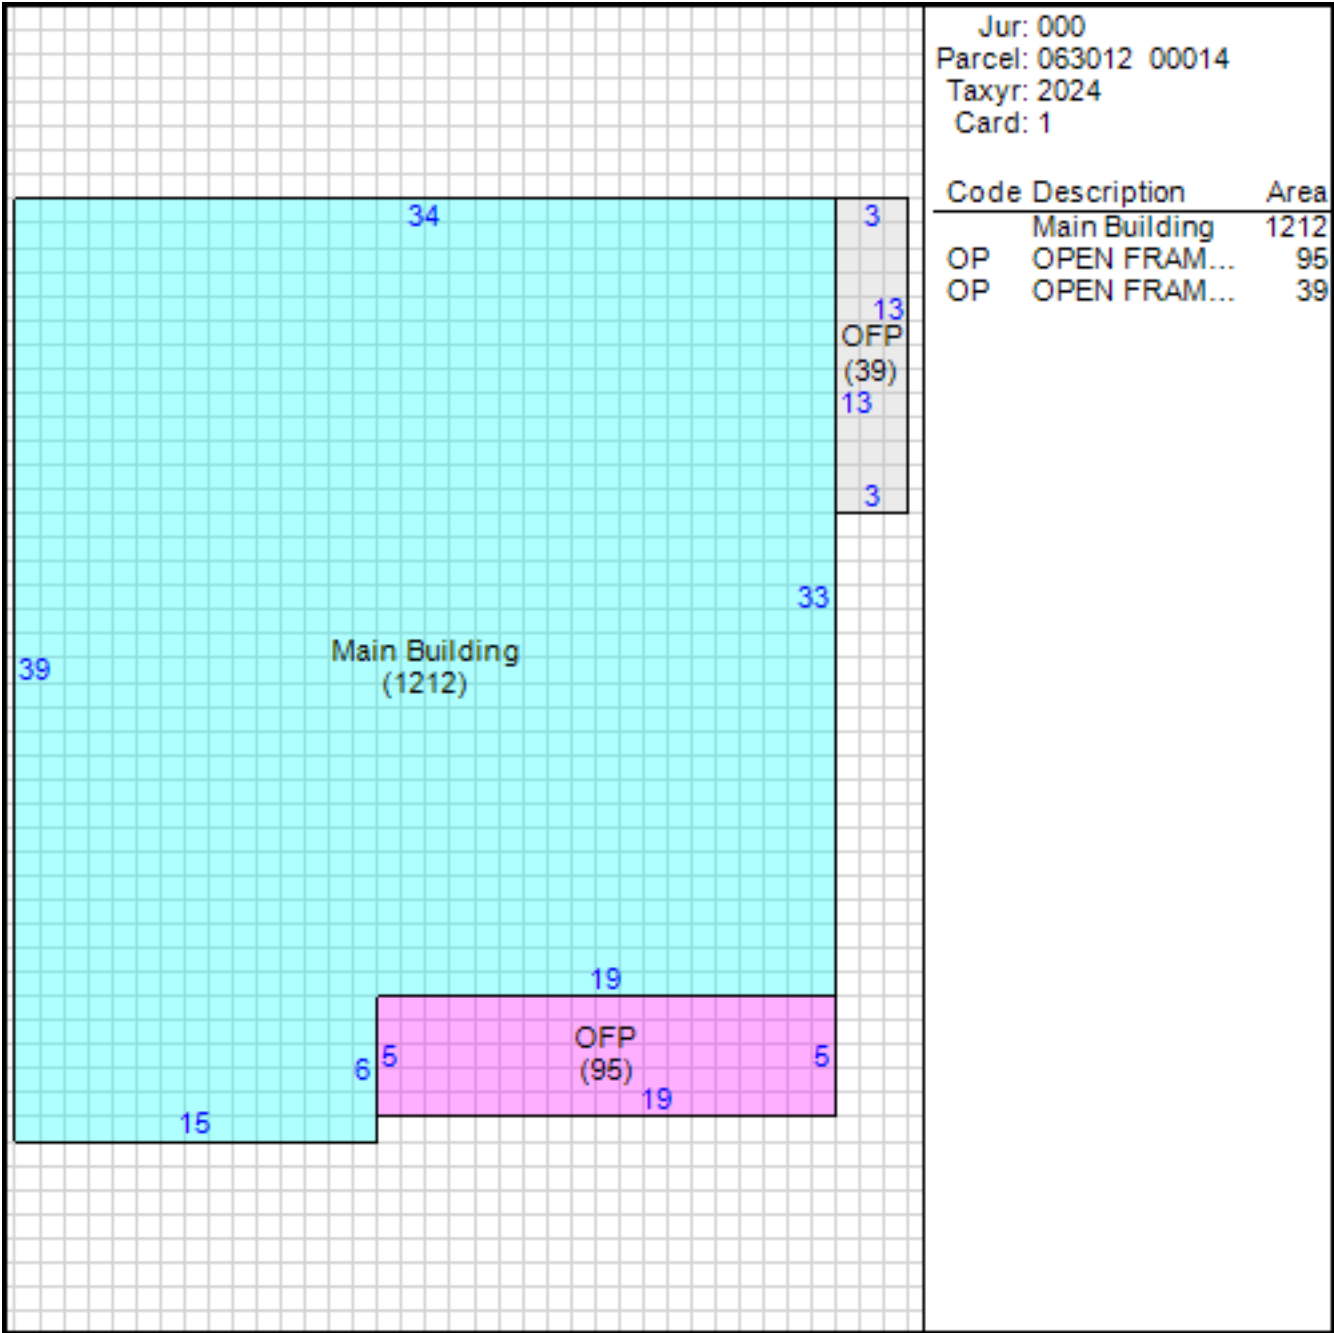 Jur: 000
Parcel: 063012 00014
Taxyr: 2024
Card: 1
Code Description Area
Main Building 1212
OP OPEN FRAM... 95
OP OPEN FRAM... 39
34
3
13
OFP
(39)
13
3
33
39
Main Building
(1212)
19
OFP
(95)
6
5
5
19
15